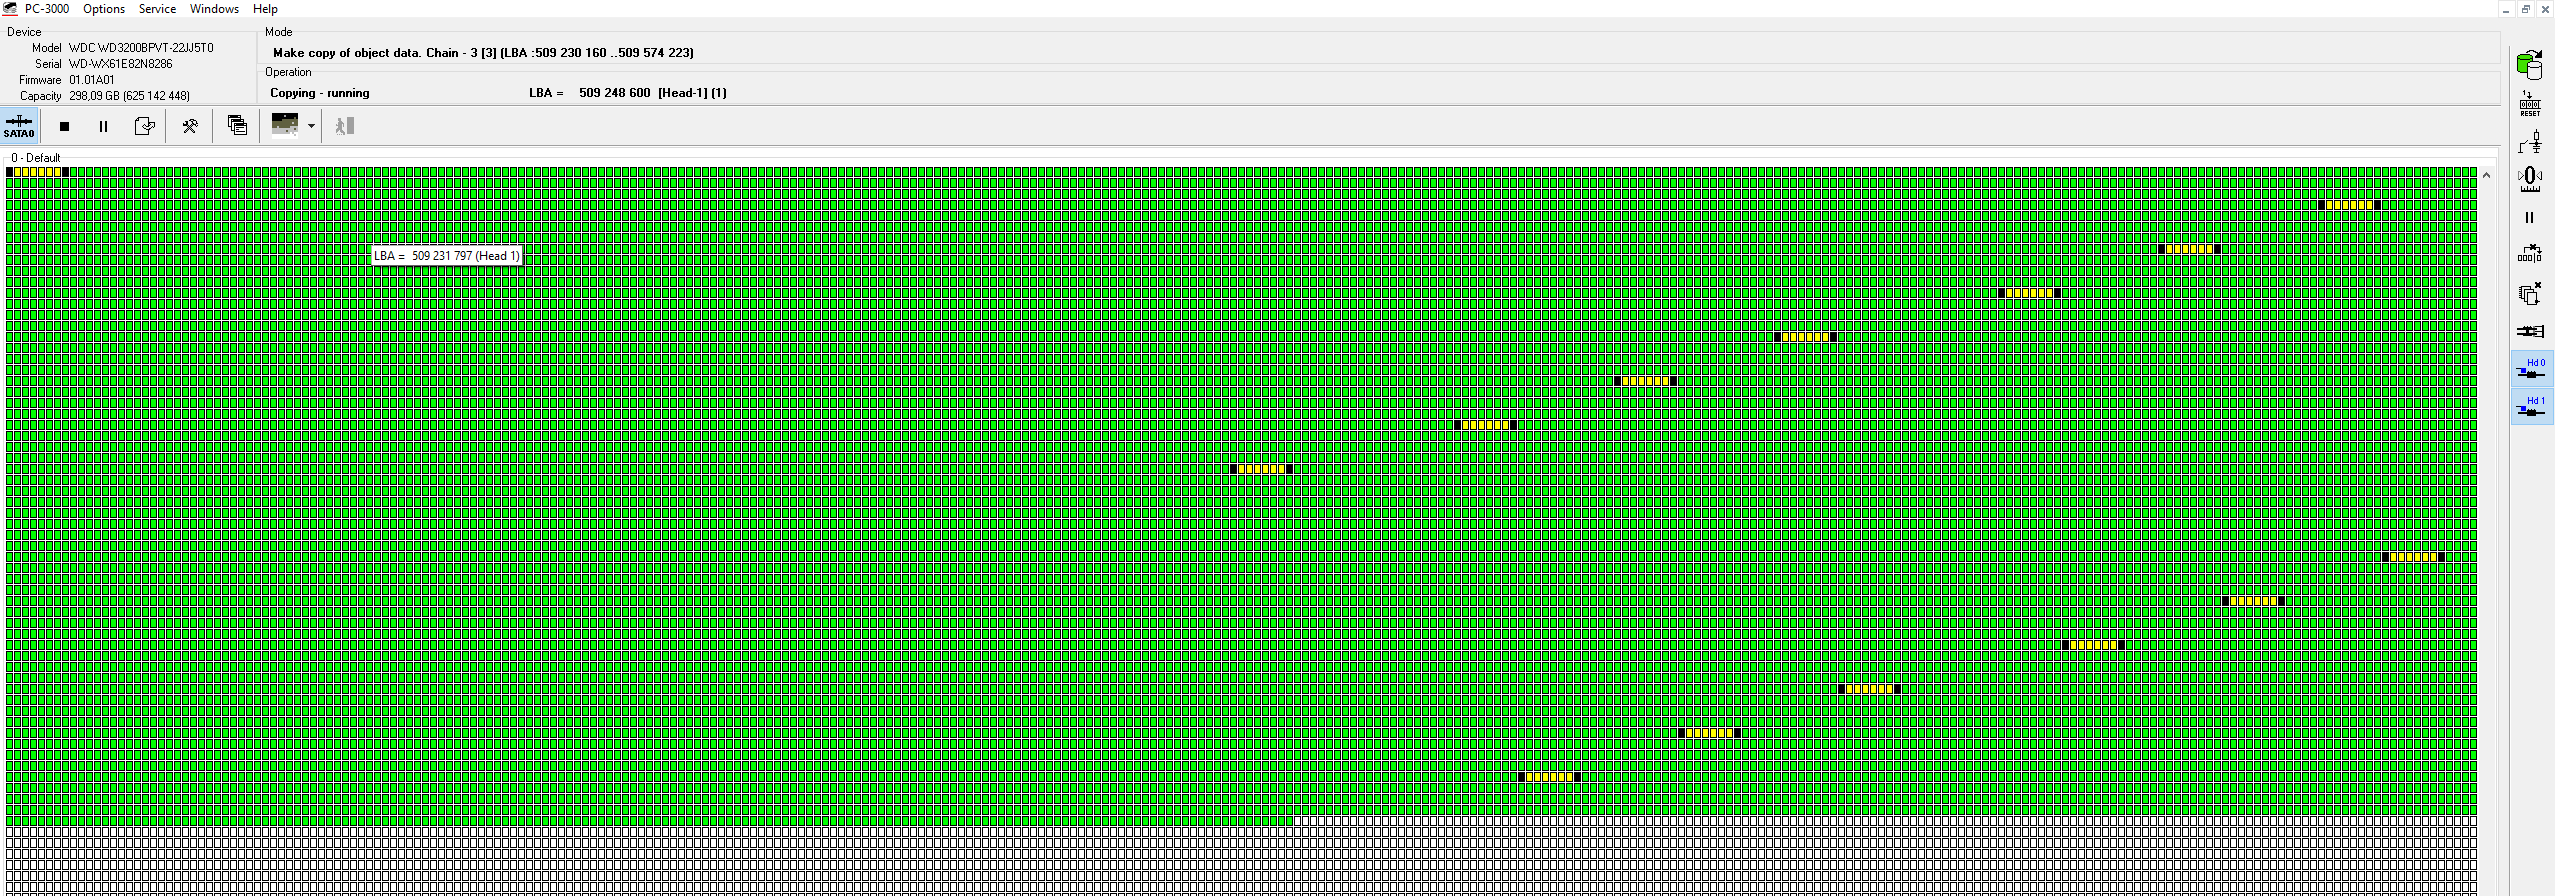 PC-3000 Options Service Windows Help
Device
Model WDC WD3200BPVT-22JJ5T0
Serial WD-WX61E82N8286
Firmware 01.01A01
Capacity 298,09 GB (625 142 448)
Mode
Make copy of object data. Chain - 3 [3] (LBA :509 230 160 ..509 574 223)
Operation
Copying - running LBA = 509 248 600 [Head-1] (1)
SATA0
0 - Default
LBA = 509 231 797 (Head 1)
RESET
0
Hd 0
Hd 1